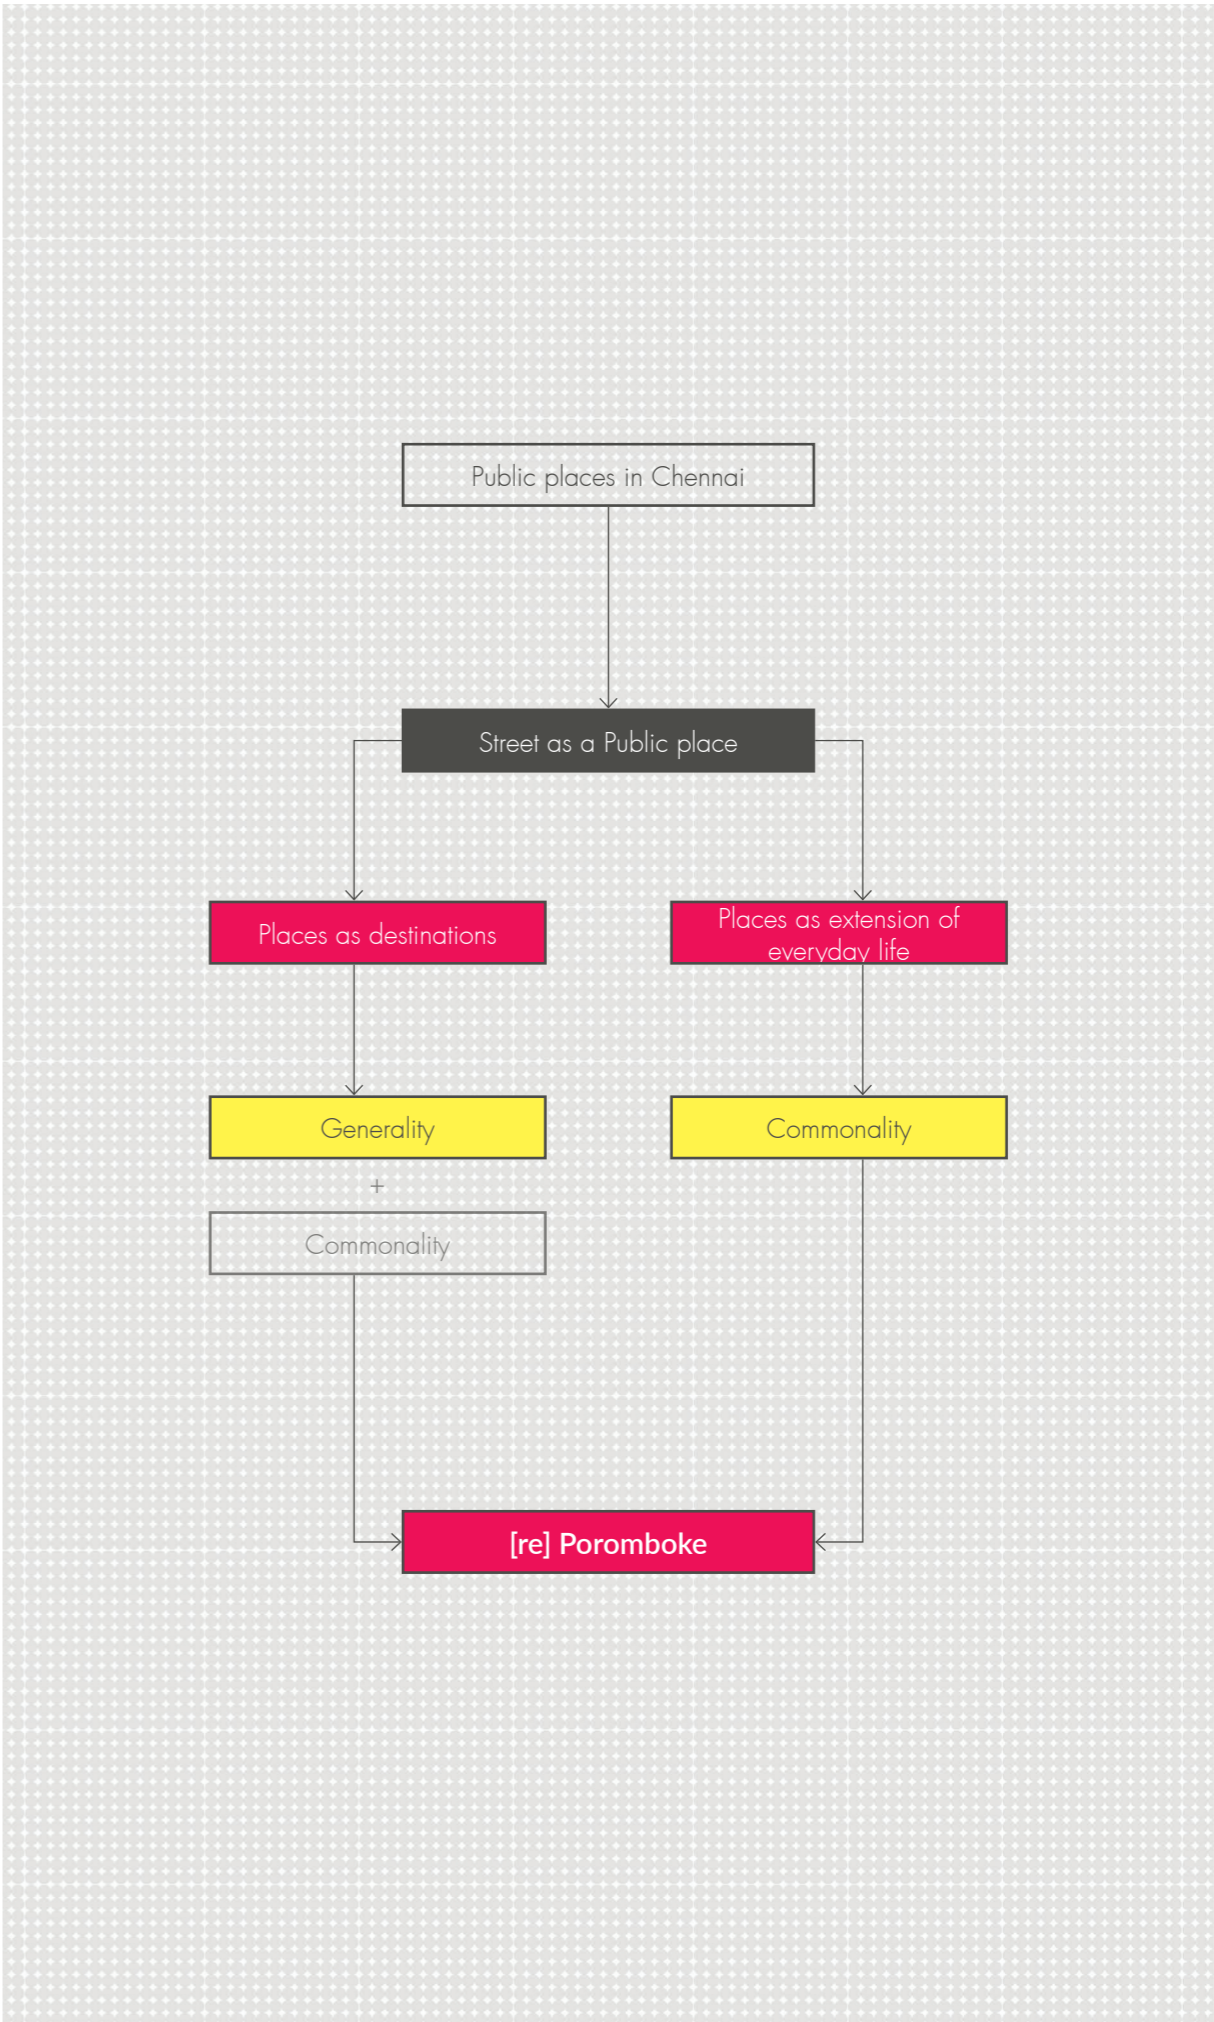 Public places in Chennai
Street as a Public place
Places as destinations
Places as extension of
everyday life
Generality
Commonality
+
Commonality
[re] Poromboke